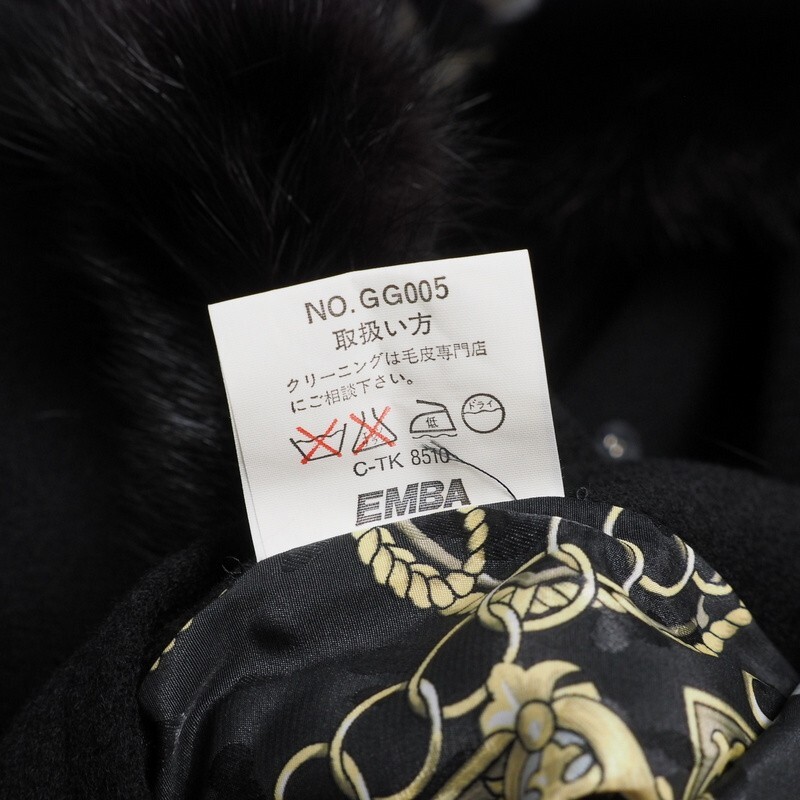 NO.GG005
取扱い方
クリーニングは毛皮専門店
にご相談下さい。
低 ドライ
C-TK 8510
EMBA